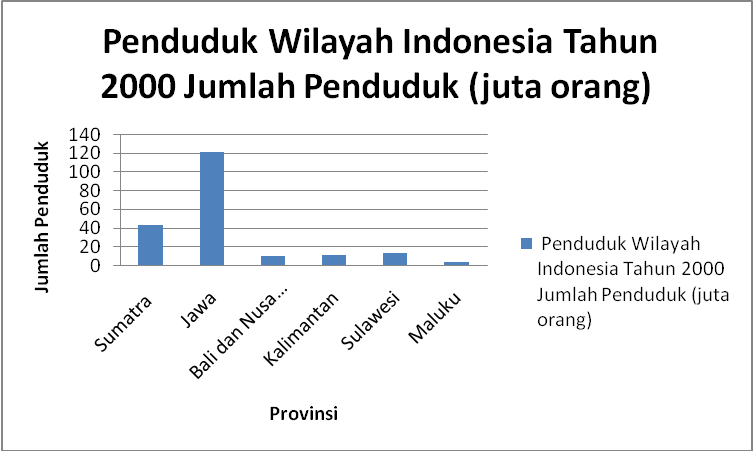 Penduduk Wilayah Indonesia Tahun
2000 Jumlah Penduduk (juta orang)
Jumlah Penduduk
140
120
100
80
60
40
20
0
Sumatra
Jawa
Bali dan Nusa...
Kalimantan
Sulawesi
Maluku
Provinsi
Penduduk Wilayah
Indonesia Tahun 2000
Jumlah Penduduk (juta
orang)